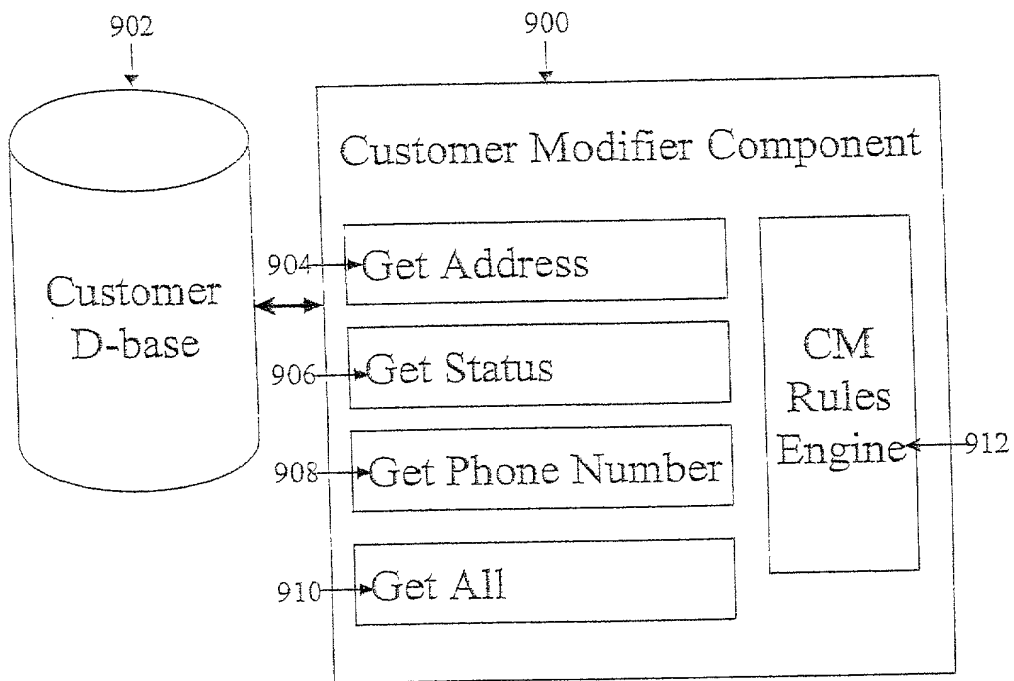 902
900
Customer Modifier Component
Customer
D-base
904
Get Address
906
Get Status
908
Get Phone Number
910
Get All
CM
Rules
Engine
912